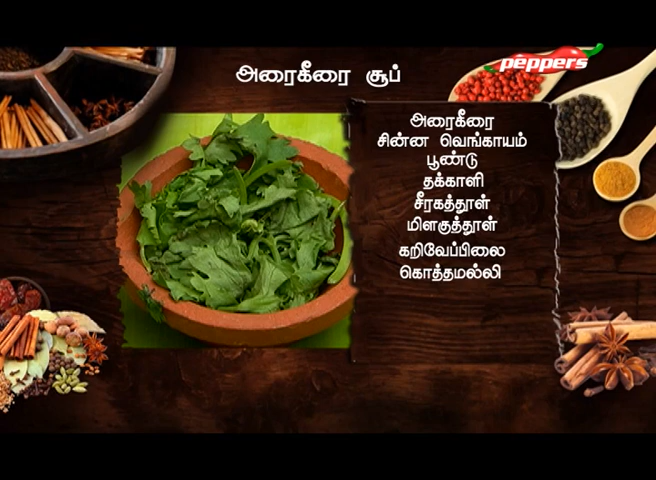 அரைகீரை சூப்
peppers
அரைகீரை
சின்ன வெங்காயம்
பூண்டு
தக்காளி
சீரகத்தூள்
மிளகுத்தூள்
கறிவேப்பிலை
கொத்தமல்லி